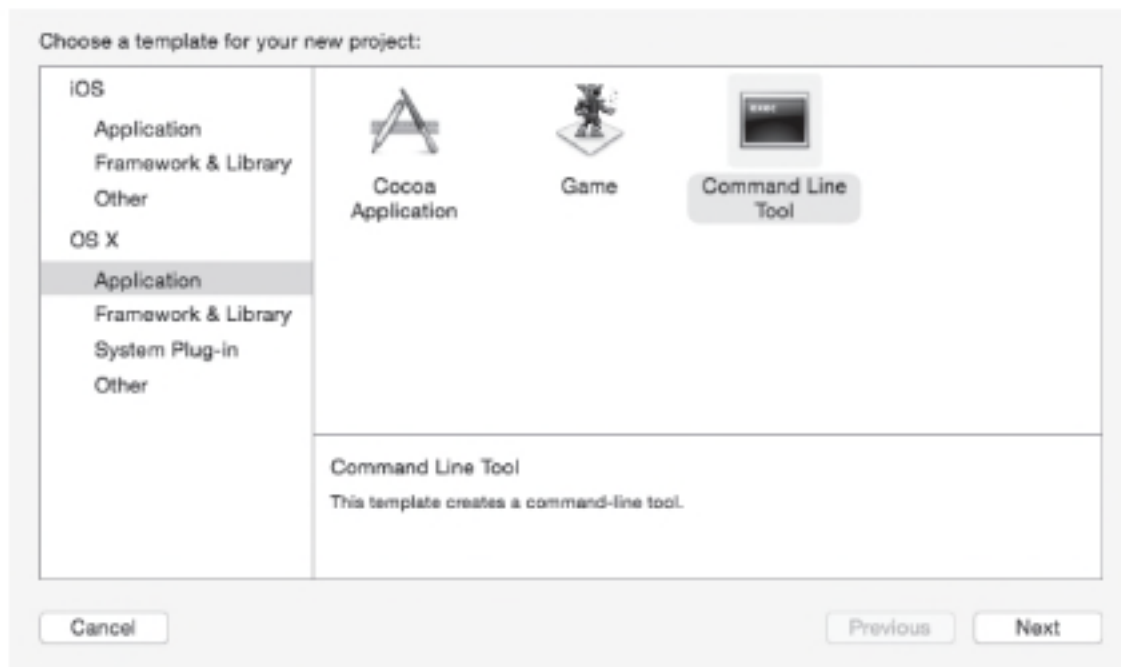 Choose a template for your new project:
iOS
Application
Framework & Library
Other
OS X
Application
Framework & Library
System Plug-in
Other
Cocoa
Application
Game
exec
Command Line
Tool
Command Line Tool
This template creates a command-line tool.
Cancel
Previous
Next